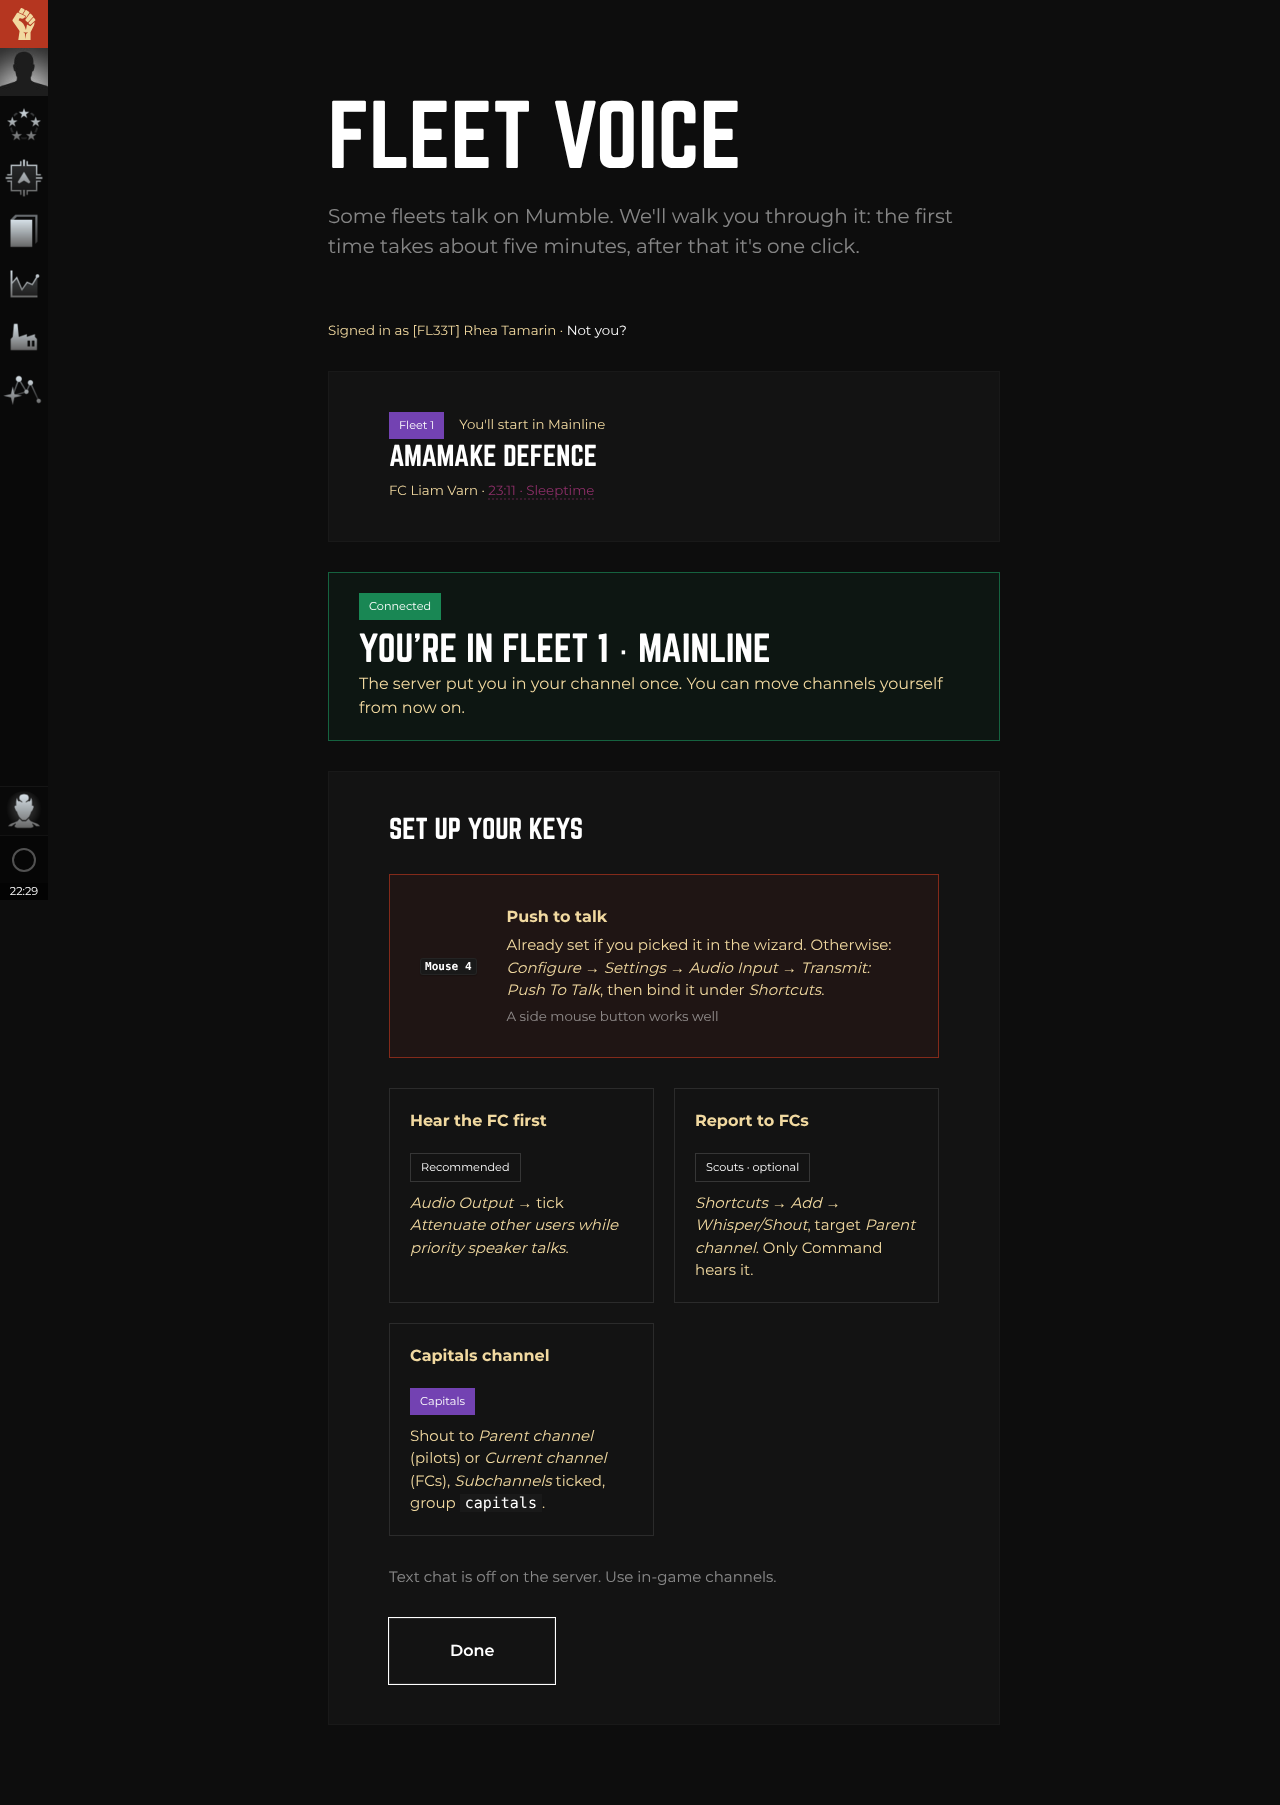 FLEET VOICE
Some fleets talk on Mumble. We'll walk you through it: the first
time takes about five minutes, after that it's one click.
Signed in as [FL33T] Rhea Tamarin · Not you?
Fleet 1 You'll start in Mainline
AMAMAKE DEFENCE
FC Liam Varn · 23:11 · Sleeptime
Connected
YOU'RE IN FLEET 1 · MAINLINE
The server put you in your channel once. You can move channels yourself
from now on.
SET UP YOUR KEYS
Mouse 4
Push to talk
Already set if you picked it in the wizard. Otherwise:
Configure → Settings → Audio Input → Transmit:
Push To Talk, then bind it under Shortcuts.
A side mouse button works well
Hear the FC first
Recommended
Audio Output → tick
Attenuate other users while
priority speaker talks.
Report to FCs
Scouts · optional
Shortcuts → Add →
Whisper/Shout, target Parent
channel. Only Command
hears it.
Capitals channel
Capitals
Shout to Parent channel
(pilots) or Current channel
(FCs), Subchannels ticked,
group capitals.
Text chat is off on the server. Use in-game channels.
Done
22:29